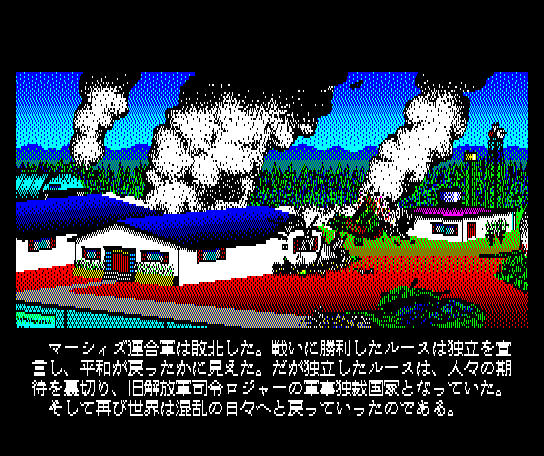 マーシィズ連合軍は敗北した。戦いに勝利したルースは独立を宣
言し、平和が戻ったかに見えた。だが独立したルースは、人々の期
待を裏切り、旧解放軍司令ロジャーの軍事独裁国家となっていた。
そして再び世界は混乱の日々へと戻っていったのである。